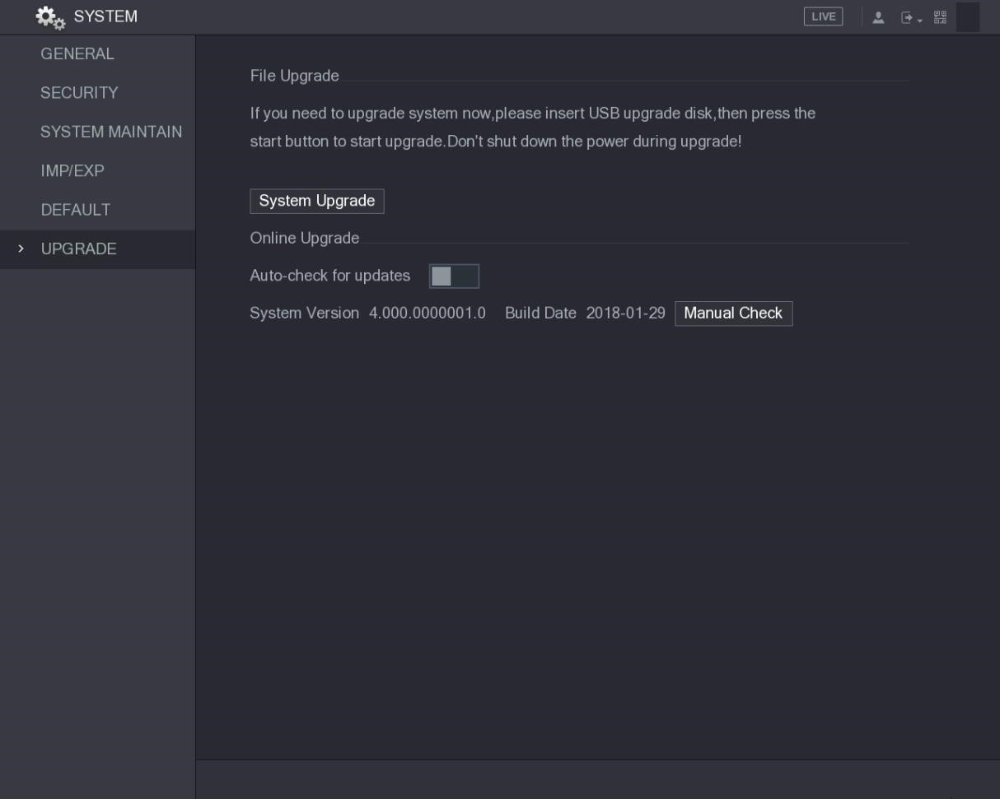 SYSTEM
LIVE
GENERAL
SECURITY
SYSTEM MAINTAIN
IMP/EXP
DEFAULT
UPGRADE
File Upgrade
If you need to upgrade system now,please insert USB upgrade disk,then press the
start button to start upgrade.Don't shut down the power during upgrade!
System Upgrade
Online Upgrade
Auto-check for updates
System Version 4.000.0000001.0 Build Date 2018-01-29 Manual Check